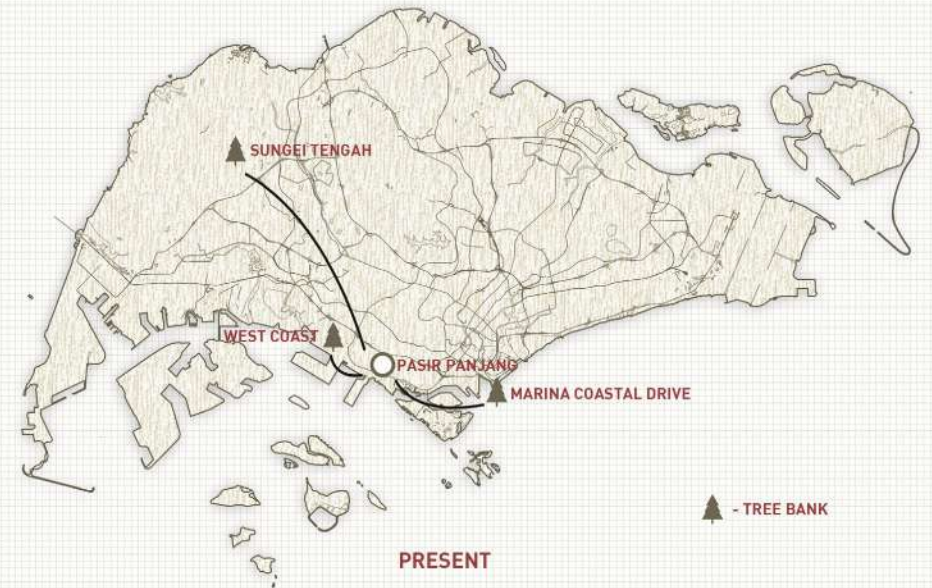 SUNGEI TENGAH
WEST COAST
PASIR PANJANG
MARINA COASTAL DRIVE
- TREE BANK
PRESENT